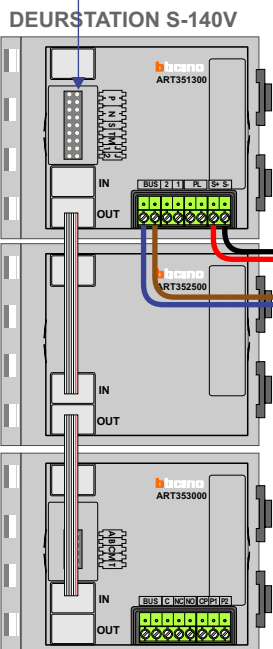 DEURSTATION S-140V
bticino
ART351300
P N S T M 1 2
IN
OUT
BUS 2 1 PL S+ S-
bticino
ART352500
IN
OUT
bticino
ART353000
A B C M T
IN
OUT
BUS C NC NO CP P1 P2